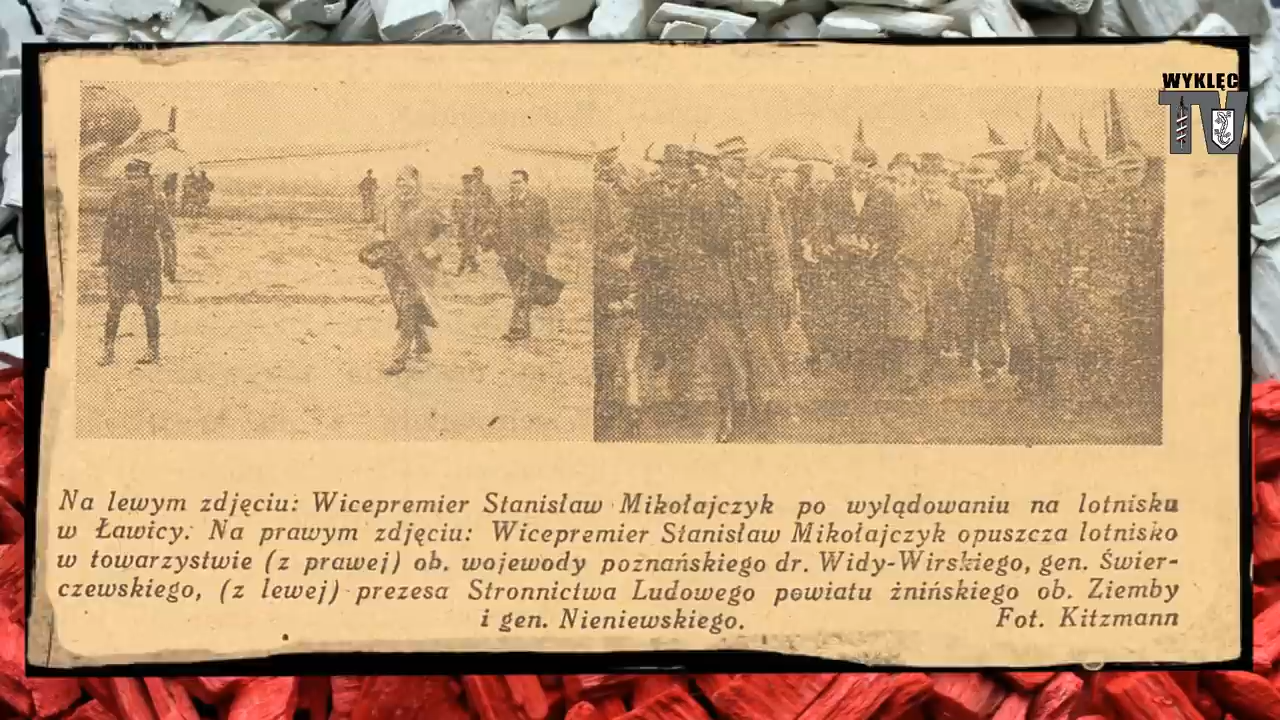 WYKLĘC
TV
Na lewym zdjęciu: Wicepremier Stanisław Mikołajczyk po wylądowaniu na lotnisku
w Ławicy. Na prawym zdjęciu: Wicepremier Stanisław Mikołajczyk opuszcza lotnisko
w towarzystwie (z prawej) ob. wojewody poznańskiego dr. Widy-Wirskiego, gen. Świer-
czewskiego, (z lewej) prezesa Stronnictwa Ludowego powiatu żnińskiego ob. Ziemby
i gen. Nieniewskiego. Fot. Kitzmann